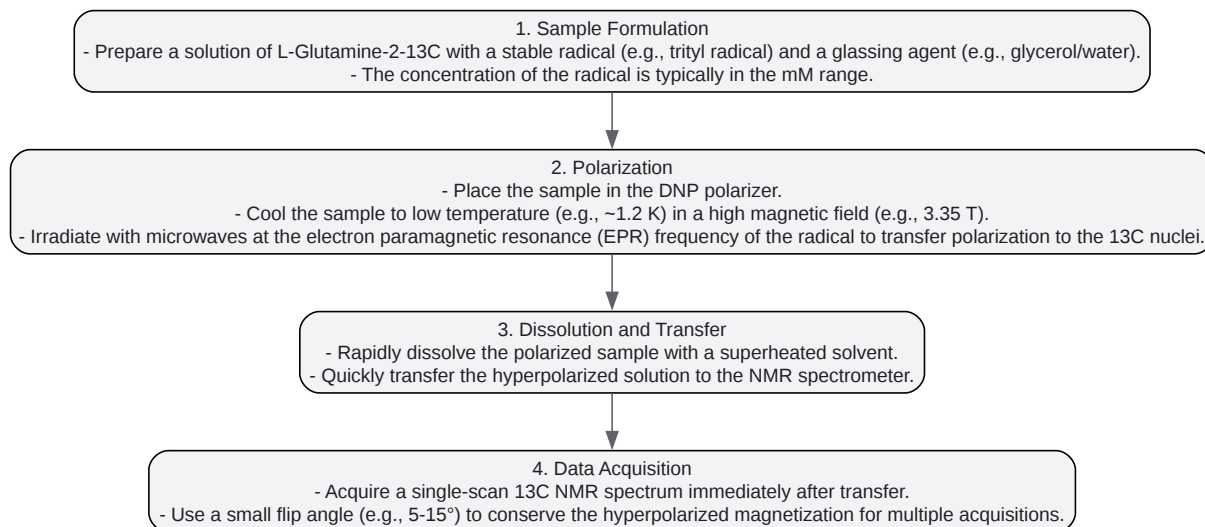 1. Sample Formulation
- Prepare a solution of L-Glutamine-2-13C with a stable radical (e.g., trityl radical) and a glassing agent (e.g., glycerol/water).
- The concentration of the radical is typically in the mM range.
2. Polarization
- Place the sample in the DNP polarizer.
- Cool the sample to low temperature (e.g., ~1.2 K) in a high magnetic field (e.g., 3.35 T).
- Irradiate with microwaves at the electron paramagnetic resonance (EPR) frequency of the radical to transfer polarization to the 13C nuclei.
3. Dissolution and Transfer
- Rapidly dissolve the polarized sample with a superheated solvent.
- Quickly transfer the hyperpolarized solution to the NMR spectrometer.
4. Data Acquisition
- Acquire a single-scan 13C NMR spectrum immediately after transfer.
- Use a small flip angle (e.g., 5-15°) to conserve the hyperpolarized magnetization for multiple acquisitions.